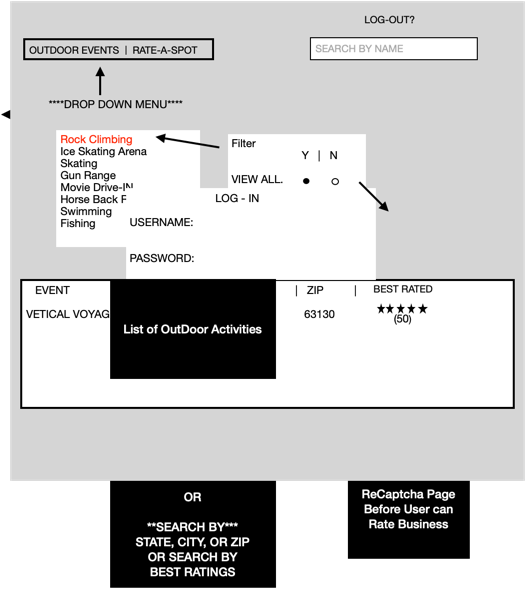 LOG-OUT?
OUTDOOR EVENTS | RATE-A-SPOT
SEARCH BY NAME
****DROP DOWN MENU****
Rock Climbing
Ice Skating Arena
Skating
Gun Range
Movie Drive-IN
Horse Back
Swimming
Fishing
Filter
Y | N
VIEW ALL.
LOG - IN
USERNAME:
PASSWORD:
EVENT | ZIP | BEST RATED
VETICAL VOYAG 63130 ★★★★★
(50)
List of OutDoor Activities
OR
**SEARCH BY***
STATE, CITY, OR ZIP
OR SEARCH BY
BEST RATINGS
ReCaptcha Page
Before User can
Rate Business